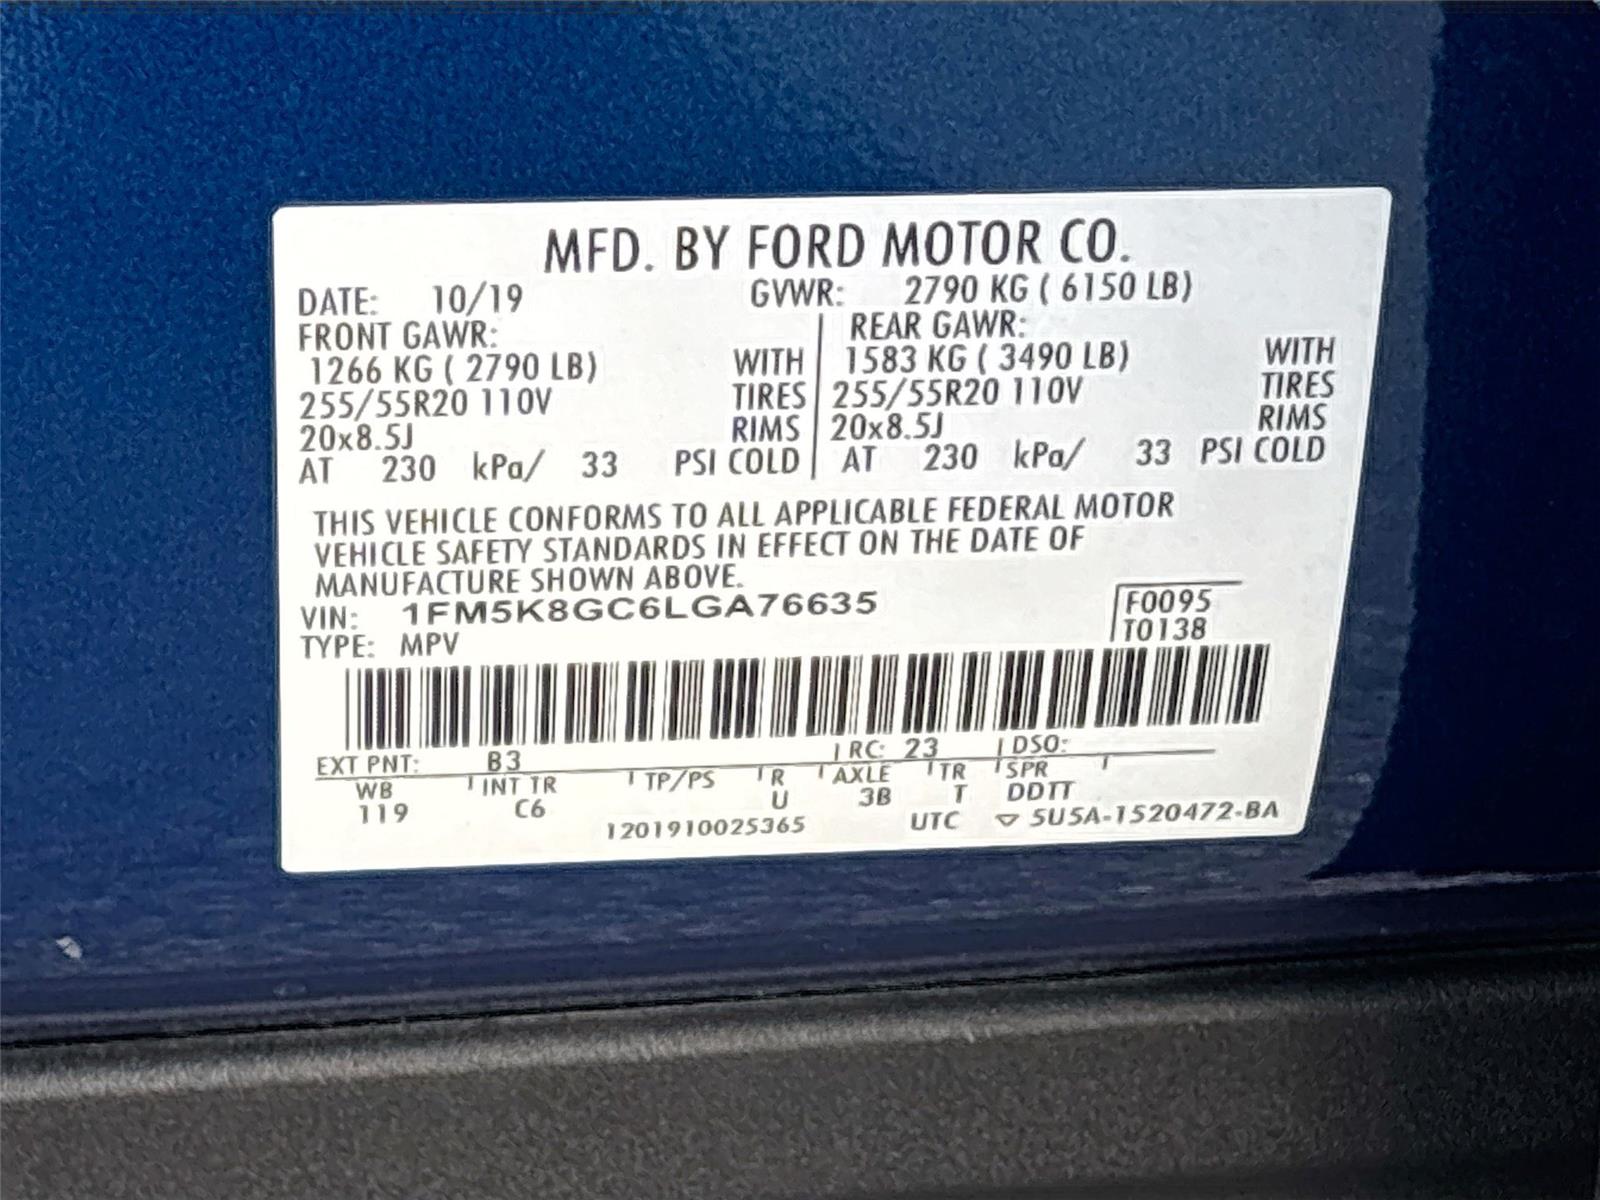 MFD. BY FORD MOTOR CO.
DATE: 10/19 GVWR: 2790 KG ( 6150 LB)
FRONT GAWR: REAR GAWR:
1266 KG ( 2790 LB) WITH 1583 KG ( 3490 LB) WITH
255/55R20 110V TIRES 255/55R20 110V TIRES
20x8.5J RIMS 20x8.5J RIMS
AT 230 kPa/ 33 PSI COLD AT 230 kPa/ 33 PSI COLD
THIS VEHICLE CONFORMS TO ALL APPLICABLE FEDERAL MOTOR
VEHICLE SAFETY STANDARDS IN EFFECT ON THE DATE OF
MANUFACTURE SHOWN ABOVE.
VIN: 1FM5K8GC6LGA76635 F0095
TYPE: MPV T0138
EXT PNT: B3 RC: 23 DSO:
WB INT TR TP/PS R AXLE TR SPR
119 C6 U 3B T DDTT
1201910025365 UTC ▽ 5U5A-1520472-BA